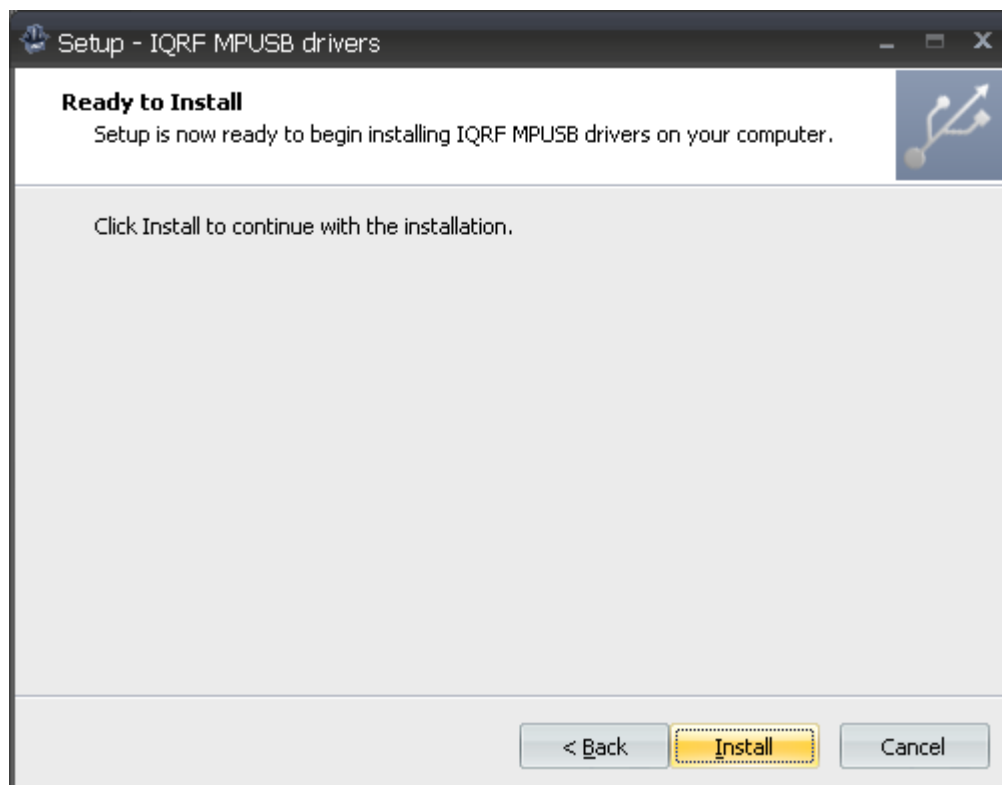 Setup - IQRF MPUSB drivers
Ready to Install
Setup is now ready to begin installing IQRF MPUSB drivers on your computer.
Click Install to continue with the installation.
< Back
Install
Cancel